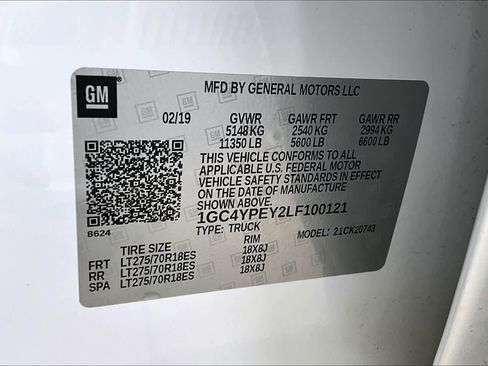 GM
MFD BY GENERAL MOTORS LLC
02/19 GVWR GAWR FRT GAWR RR
5148 KG 2540 KG 2994 KG
11350 LB 5600 LB 6600 LB
THIS VEHICLE CONFORMS TO ALL
APPLICABLE U.S. FEDERAL MOTOR
VEHICLE SAFETY STANDARDS IN EFFECT
ON THE DATE OF MANUFACTURE
SHOWN ABOVE.
1GC4YPEY2LF100121
8624 TYPE: TRUCK MODEL: 21CK20743
TIRE SIZE RIM
FRT LT275/70R18ES 18X8J
RR LT275/70R18ES 18X8J
SPA LT275/70R18ES 18X8J